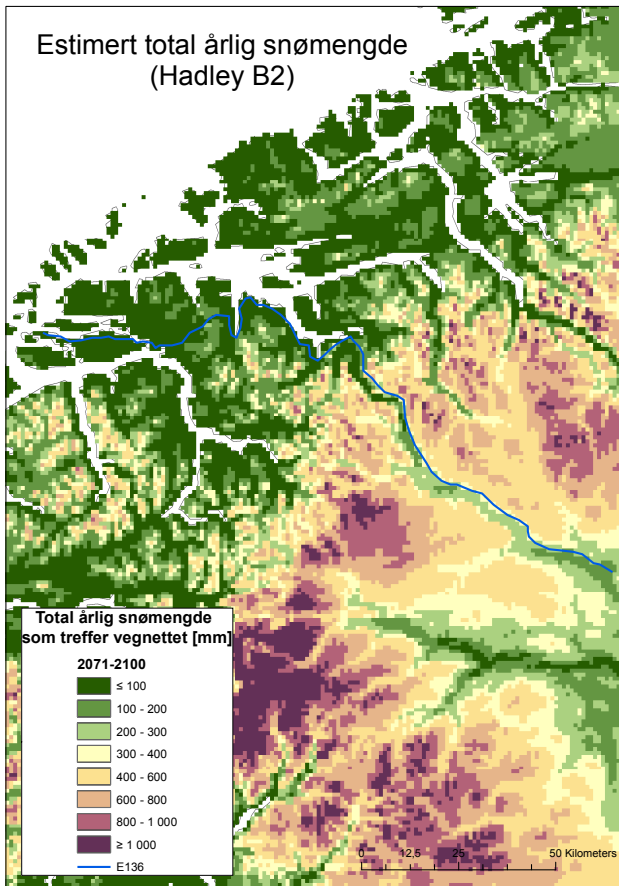 Estimert total årlig snømengde
(Hadley B2)
Total årlig snømengde
som treffer vegnettet [mm]
2071-2100
≤ 100
100 - 200
200 - 300
300 - 400
400 - 600
600 - 800
800 - 1 000
≥ 1 000
E136
0 12,5 25 50 Kilometers